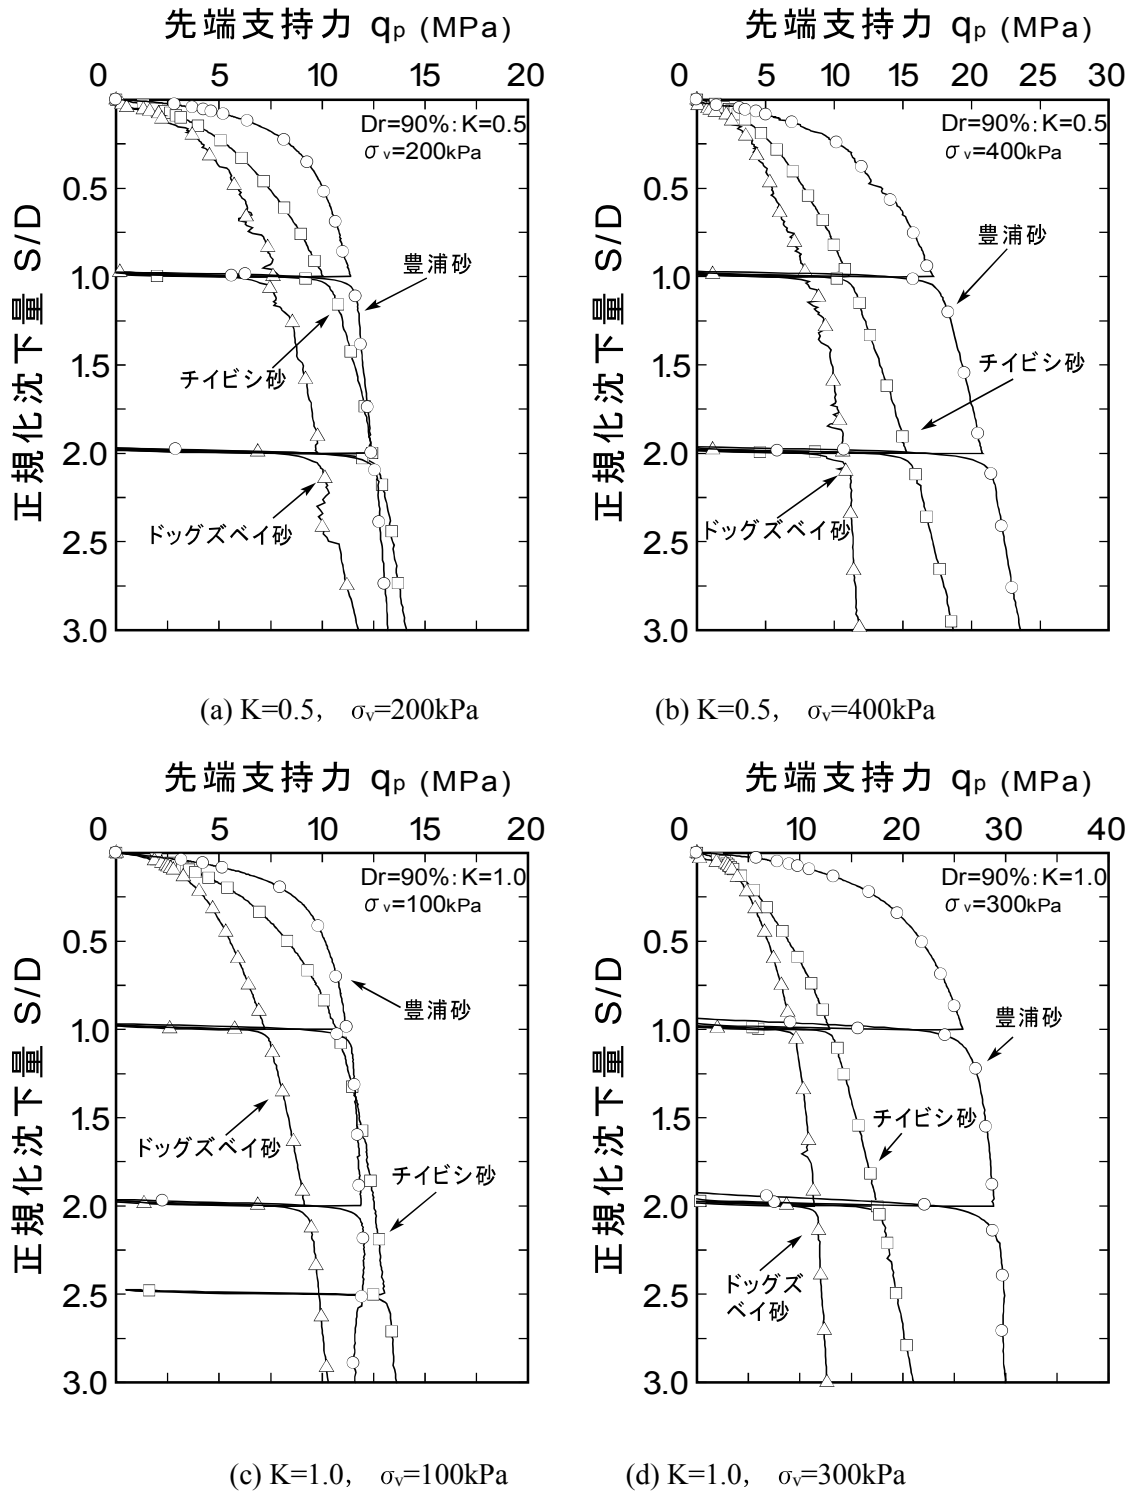 先端支持力 qp (MPa)
0 5 10 15 20
Dr=90%:K=0.5
σv=200kPa
正規化沈下量 S/D
0.5
1.0
1.5
2.0
2.5
3.0
豊浦砂
チイビシ砂
ドッグズベイ砂
(a) K=0.5, σv=200kPa
先端支持力 qp (MPa)
0 5 10 15 20 25 30
Dr=90%:K=0.5
σv=400kPa
正規化沈下量 S/D
0.5
1.0
1.5
2.0
2.5
3.0
豊浦砂
チイビシ砂
ドッグズベイ砂
(b) K=0.5, σv=400kPa
先端支持力 qp (MPa)
0 5 10 15 20
Dr=90%:K=1.0
σv=100kPa
正規化沈下量 S/D
0.5
1.0
1.5
2.0
2.5
3.0
豊浦砂
ドッグズベイ砂
チイビシ砂
(c) K=1.0, σv=100kPa
先端支持力 qp (MPa)
0 10 20 30 40
Dr=90%:K=1.0
σv=300kPa
正規化沈下量 S/D
0.5
1.0
1.5
2.0
2.5
3.0
豊浦砂
チイビシ砂
ドッグズ
ベイ砂
(d) K=1.0, σv=300kPa